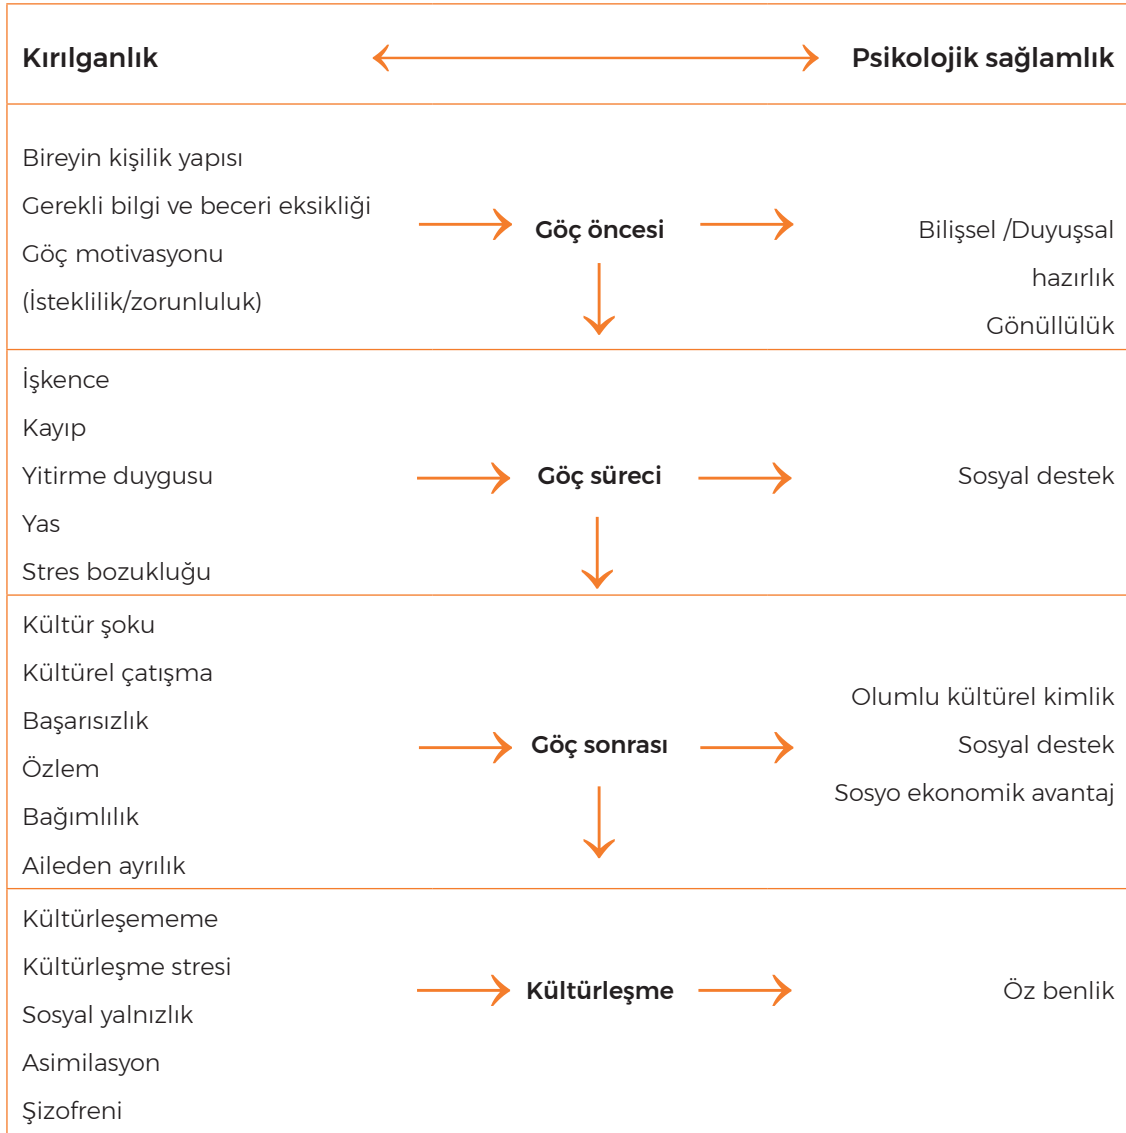 Kırılganlık
Psikolojik sağlamlık
Bireyin kişilik yapısı
Gerekli bilgi ve beceri eksikliği
Göç motivasyonu
(İsteklilik/zorunluluk)
Göç öncesi
Bilişsel /Duyuşsal
hazırlık
Gönüllülük
İşkence
Kayıp
Yitirme duygusu
Yas
Stres bozukluğu
Göç süreci
Sosyal destek
Kültür şoku
Kültürel çatışma
Başarısızlık
Özlem
Bağımlılık
Aileden ayrılık
Göç sonrası
Olumlu kültürel kimlik
Sosyal destek
Sosyo ekonomik avantaj
Kültürleşememe
Kültürleşme stresi
Sosyal yalnızlık
Asimilasyon
Şizofreni
Kültürleşme
Öz benlik